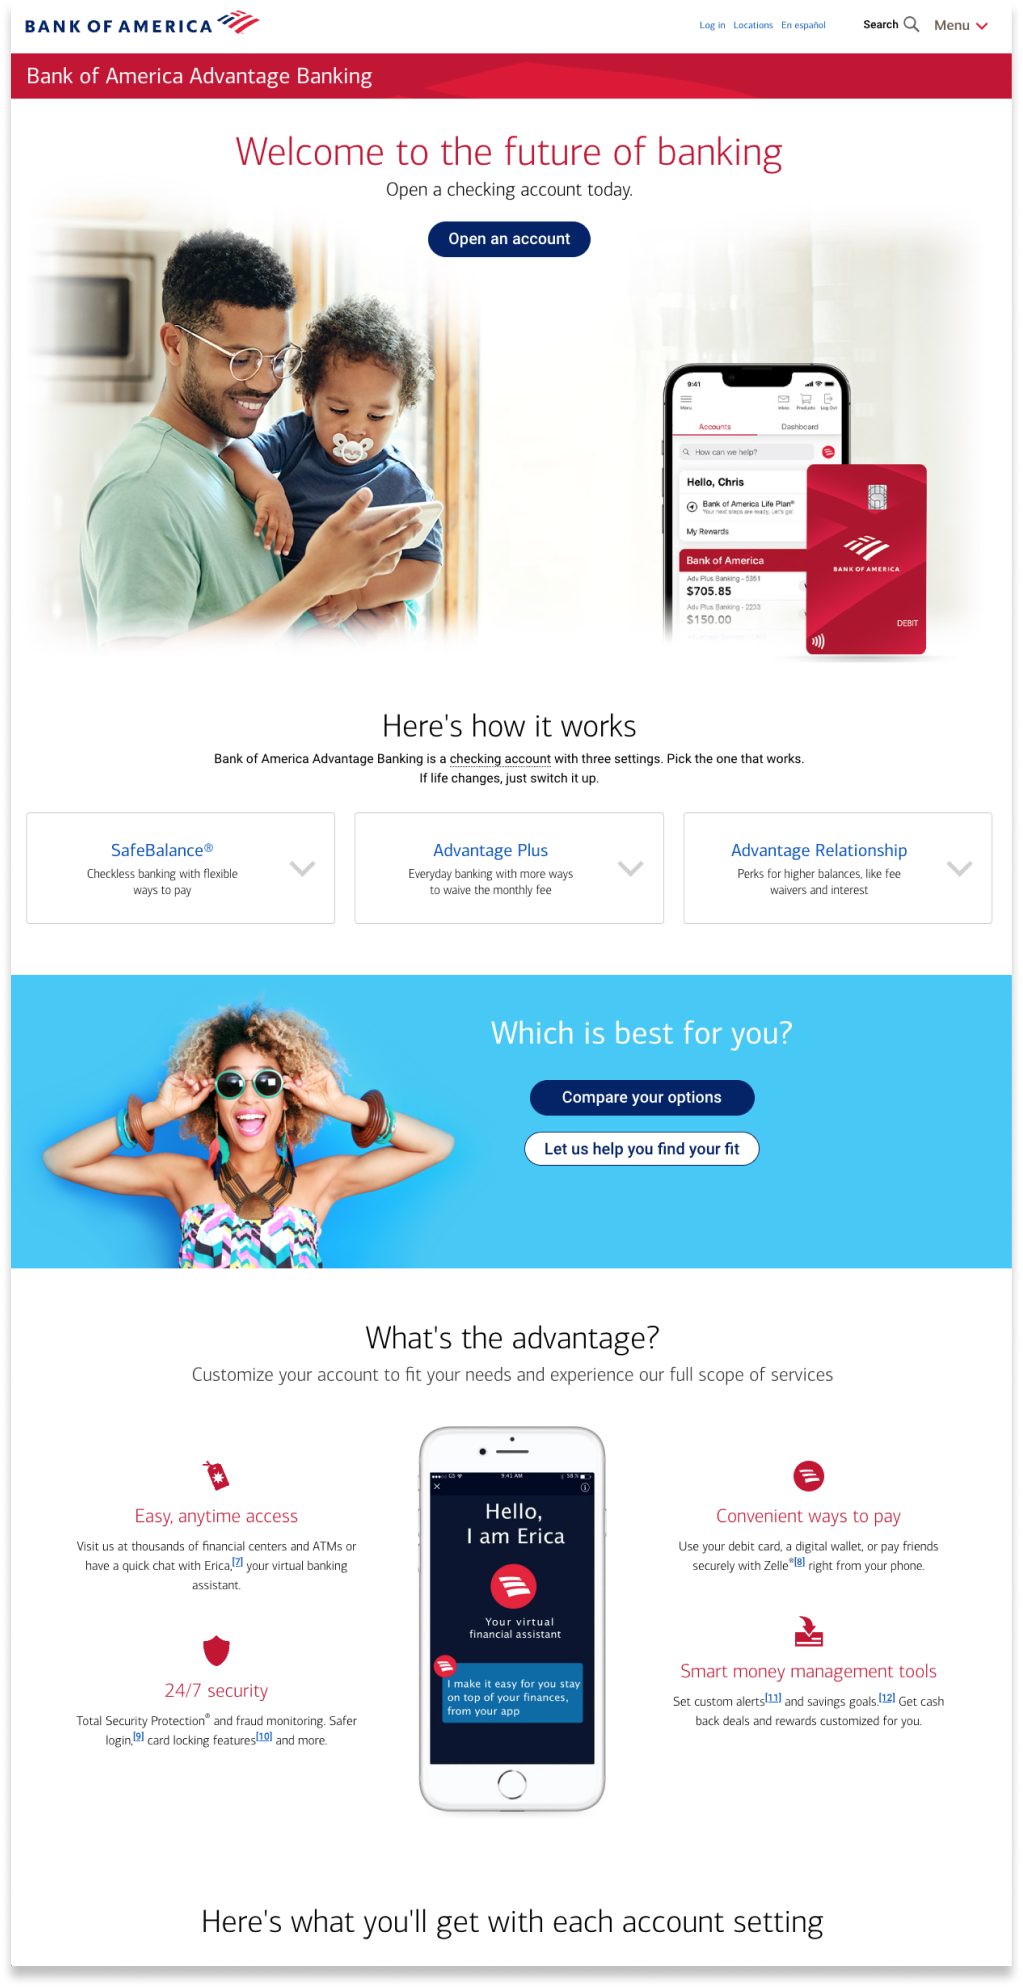 BANK OF AMERICA
Log in Locations En español Search Menu
Bank of America Advantage Banking
Welcome to the future of banking
Open a checking account today.
Open an account
9:41
Menu Inbox Products Log Out
Accounts Dashboard
How can we help?
Hello, Chris
Bank of America Life Plan®
Your next steps are ready. Let's go!
My Rewards
Bank of America
Adv Plus Banking - 5351
$705.85
Adv Plus Banking - 2233
$150.00
BANK OF AMERICA
DEBIT
Here's how it works
Bank of America Advantage Banking is a checking account with three settings. Pick the one that works.
If life changes, just switch it up.
SafeBalance®
Checkless banking with flexible
ways to pay
Advantage Plus
Everyday banking with more ways
to waive the monthly fee
Advantage Relationship
Perks for higher balances, like fee
waivers and interest
Which is best for you?
Compare your options
Let us help you find your fit
What's the advantage?
Customize your account to fit your needs and experience our full scope of services
Easy, anytime access
Visit us at thousands of financial centers and ATMs or
have a quick chat with Erica,[7] your virtual banking
assistant.
24/7 security
Total Security Protection® and fraud monitoring. Safer
login,[9] card locking features[10] and more.
GS 9:41 AM 58%
Hello,
I am Erica
Your virtual
financial assistant
I make it easy for you stay
on top of your finances,
from your app
Convenient ways to pay
Use your debit card, a digital wallet, or pay friends
securely with Zelle®[8] right from your phone.
Smart money management tools
Set custom alerts[11] and savings goals.[12] Get cash
back deals and rewards customized for you.
Here's what you'll get with each account setting